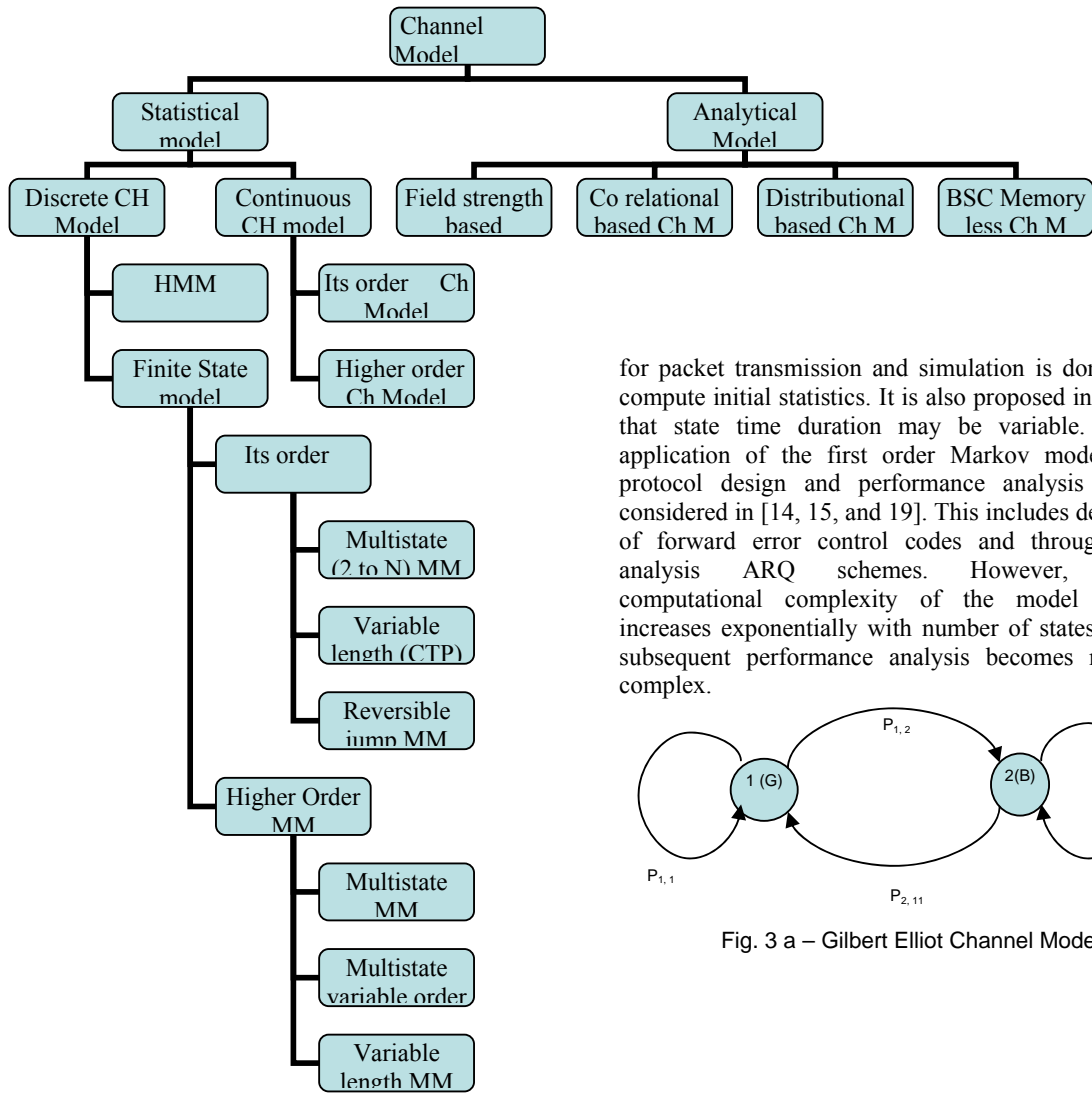 Channel
Model
Statistical
model
Analytical
Model
Discrete CH
Model
Continuous
CH model
Field strength
based
Co relational
based Ch M
Distributional
based Ch M
BSC Memory
less Ch M
HMM
Finite State
model
Its order Ch
Model
Higher order
Ch Model
Its order
Multistate
(2 to N) MM
Variable
length (CTP)
Reversible
jump MM
Higher Order
MM
Multistate
MM
Multistate
variable order
Variable
length MM
for packet transmission and simulation is don
compute initial statistics. It is also proposed in
that state time duration may be variable.
application of the first order Markov mode
protocol design and performance analysis
considered in [14, 15, and 19]. This includes de
of forward error control codes and throug
analysis ARQ schemes. However,
computational complexity of the model
increases exponentially with number of states
subsequent performance analysis becomes
complex.
P1, 2
1 (G)
2(B)
P1, 1
P2, 11
Fig. 3 a – Gilbert Elliot Channel Mode